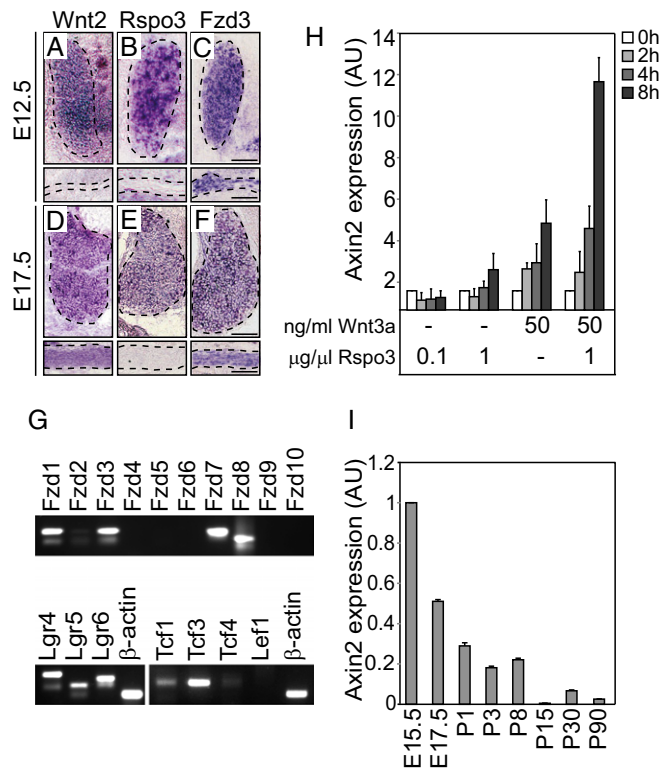 Wnt2 Rspo3 Fzd3
A B C
E12.5
D E F
E17.5
H
Axin2 expression (AU)
14
12
10
8
6
4
2
0h
2h
4h
8h
ng/ml Wnt3a - - 50 50
μg/μl Rspo3 0.1 1 - 1
G
Fzd1 Fzd2 Fzd3 Fzd4 Fzd5 Fzd6 Fzd7 Fzd8 Fzd9 Fzd10
Lgr4 Lgr5 Lgr6 β-actin Tcf1 Tcf3 Tcf4 Lef1 β-actin
I
Axin2 expression (AU)
1.2
1
0.8
0.6
0.4
0.2
0
E15.5 E17.5 P1 P3 P8 P15 P30 P90